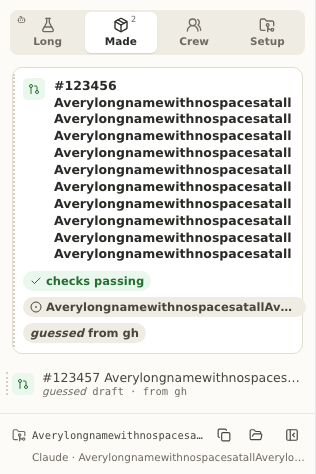 2
Long Made Crew Setup
#123456
Averylongnamewithnospacesatall
Averylongnamewithnospacesatall
Averylongnamewithnospacesatall
Averylongnamewithnospacesatall
Averylongnamewithnospacesatall
Averylongnamewithnospacesatall
Averylongnamewithnospacesatall
Averylongnamewithnospacesatall
Averylongnamewithnospacesatall
Averylongnamewithnospacesatall
checks passing
AverylongnamewithnospacesatallAv…
guessed from gh
#123457 Averylongnamewithnospaces…
guessed draft · from gh
Averylongnamewithnospacesa…
Claude · AverylongnamewithnospacesatallAverylo…